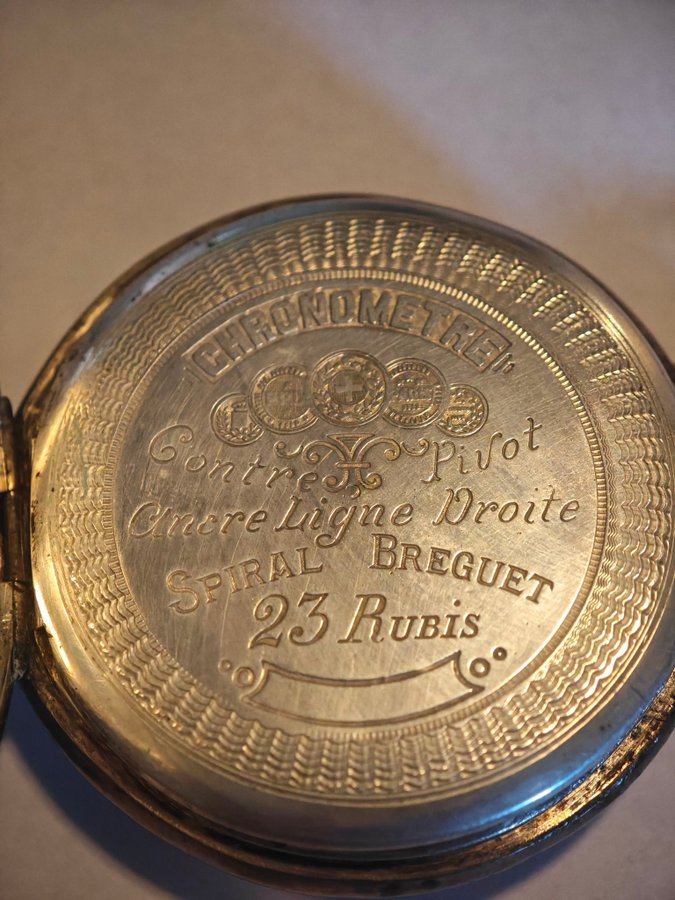 CHRONOMETRE
Contre Pivot
Ancre Ligne Droite
SPIRAL BREGUET
23 RUBIS